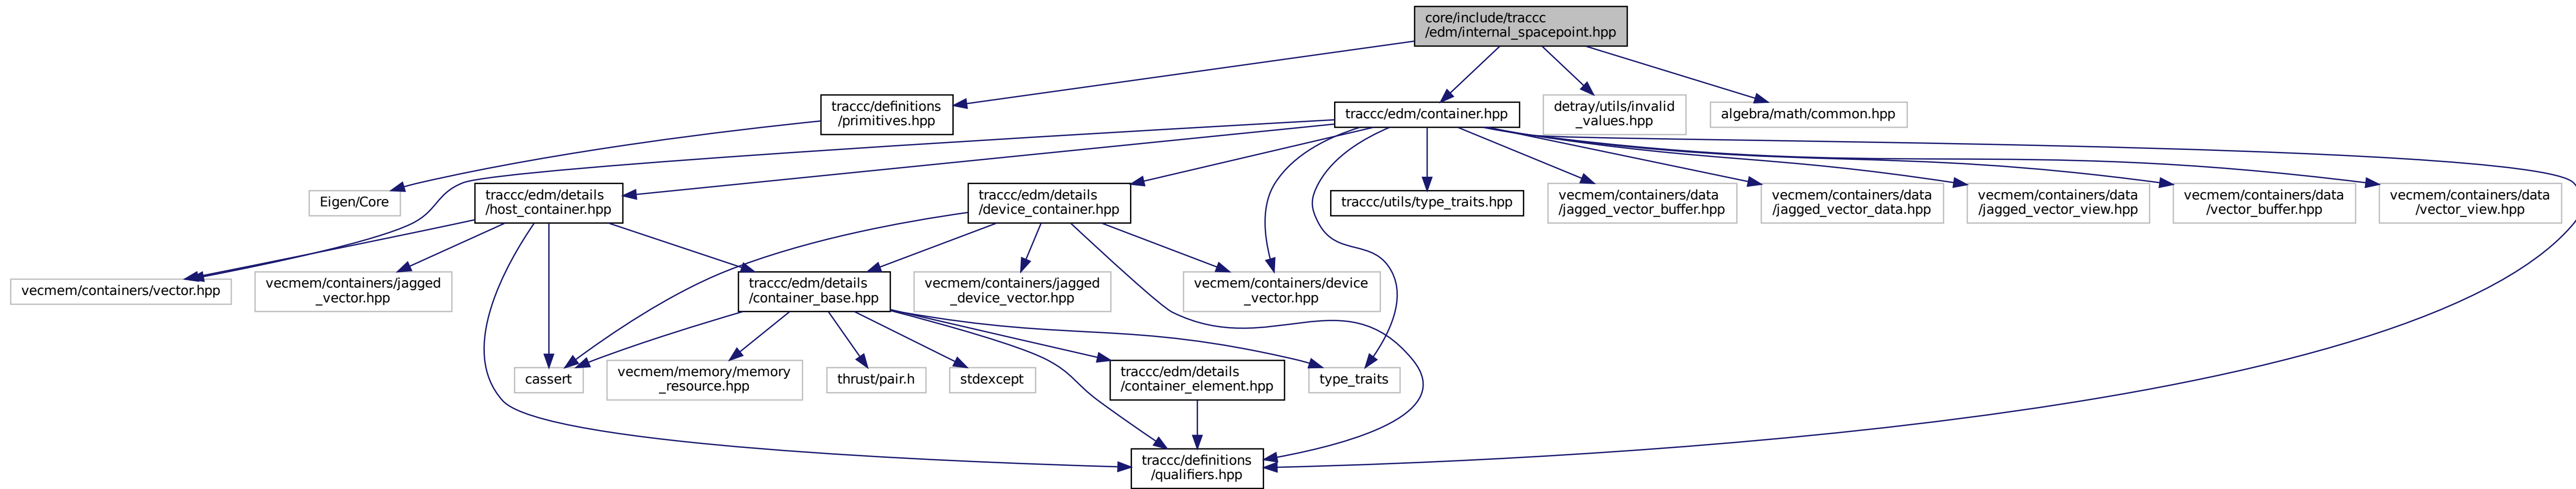 core/include/traccc
/edm/internal_spacepoint.hpp
traccc/definitions
/primitives.hpp
traccc/edm/container.hpp
detray/utils/invalid
_values.hpp
algebra/math/common.hpp
Eigen/Core
traccc/edm/details
/host_container.hpp
traccc/edm/details
/device_container.hpp
traccc/utils/type_traits.hpp
vecmem/containers/data
/jagged_vector_buffer.hpp
vecmem/containers/data
/jagged_vector_data.hpp
vecmem/containers/data
/jagged_vector_view.hpp
vecmem/containers/data
/vector_buffer.hpp
vecmem/containers/data
/vector_view.hpp
vecmem/containers/vector.hpp
vecmem/containers/jagged
_vector.hpp
traccc/edm/details
/container_base.hpp
vecmem/containers/jagged
_device_vector.hpp
vecmem/containers/device
_vector.hpp
cassert
vecmem/memory/memory
_resource.hpp
thrust/pair.h
stdexcept
traccc/edm/details
/container_element.hpp
type_traits
traccc/definitions
/qualifiers.hpp